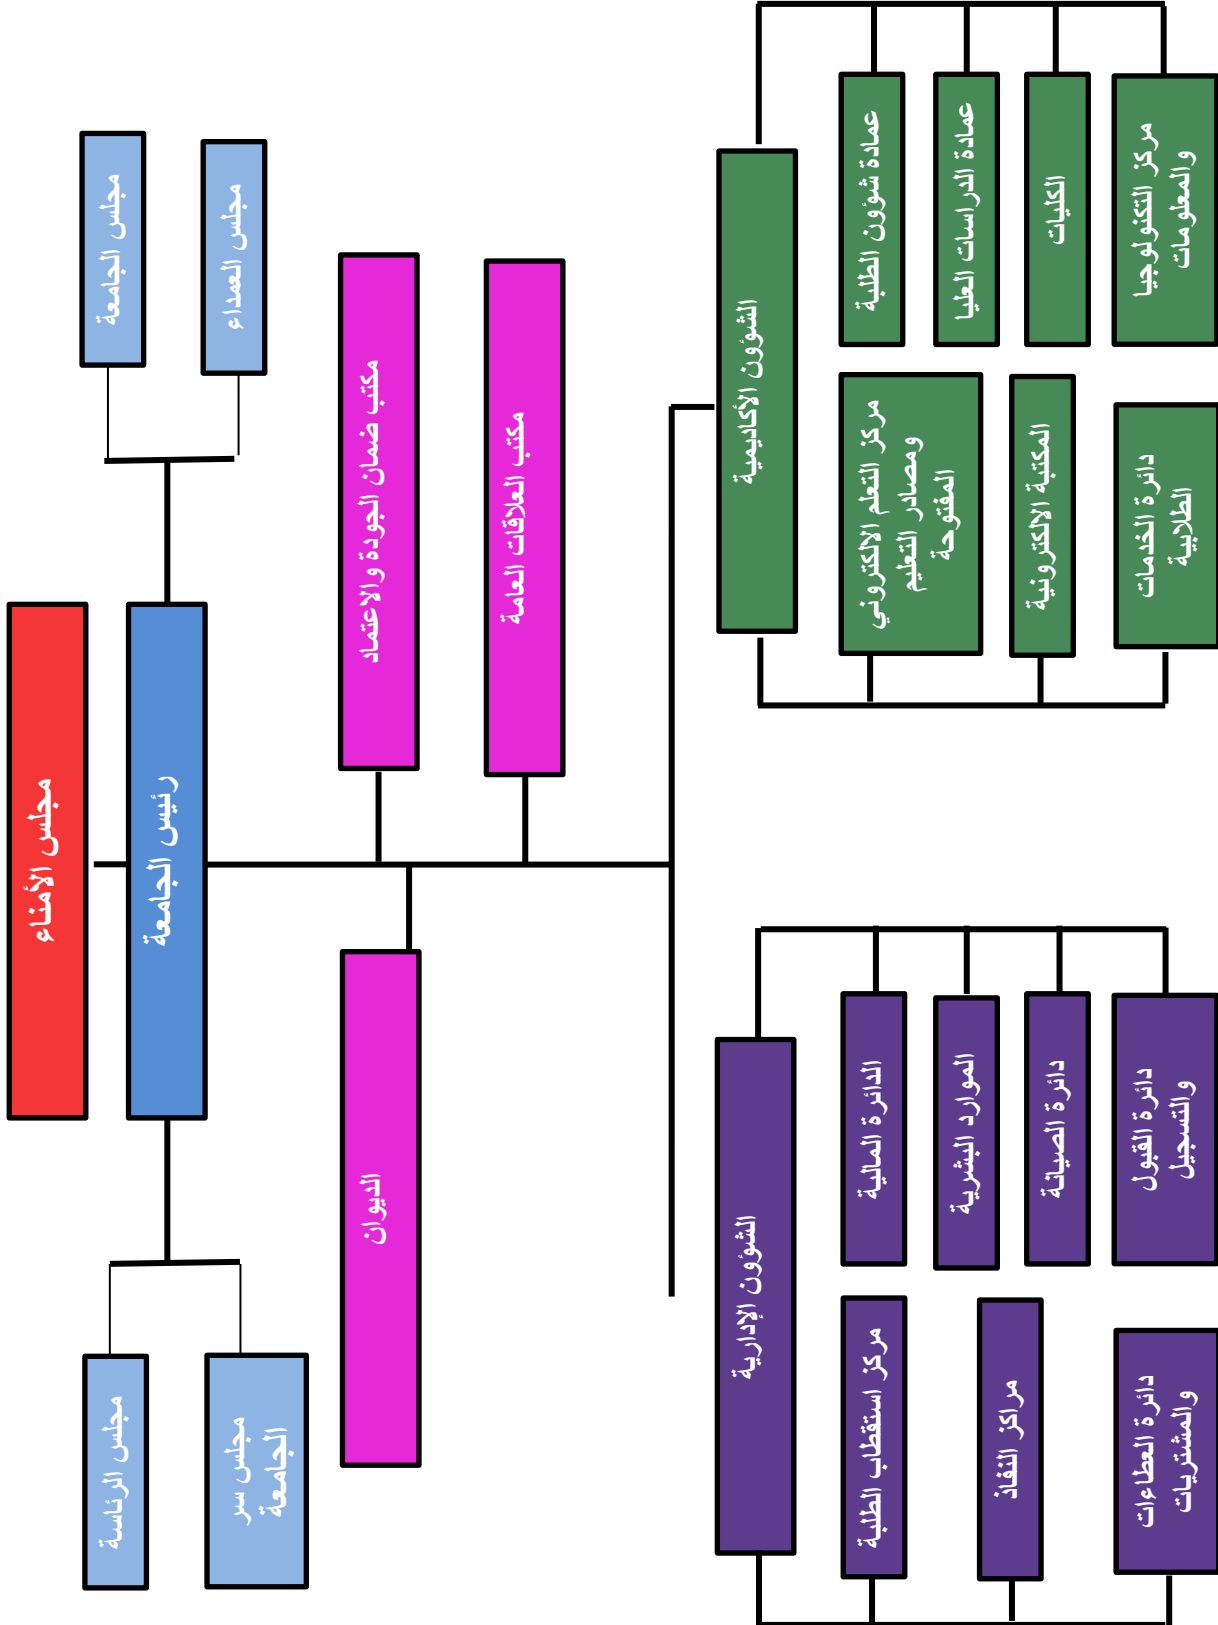 مجلس الأمناء
رئيس الجامعة
مجلس الجامعة
مجلس العمداء
مجلس الرئاسة
مجلس سر
الجامعة
مكتب ضمان الجودة والاعتماد
مكتب العلاقات العامة
الديوان
الشؤون الأكاديمية
عمادة شؤون الطلبة
عمادة الدراسات العليا
الكليات
مركز التكنولوجيا
والمعلومات
مركز التعلم الالكتروني
ومصادر التعليم
المفتوحة
المكتبة الالكترونية
دائرة الخدمات
الطلابية
الشؤون الإدارية
الدائرة المالية
الموارد البشرية
دائرة الصيانة
دائرة القبول
والتسجيل
مركز استقطاب الطلبة
مراكز النفاذ
دائرة العطاءات
والمشتريات